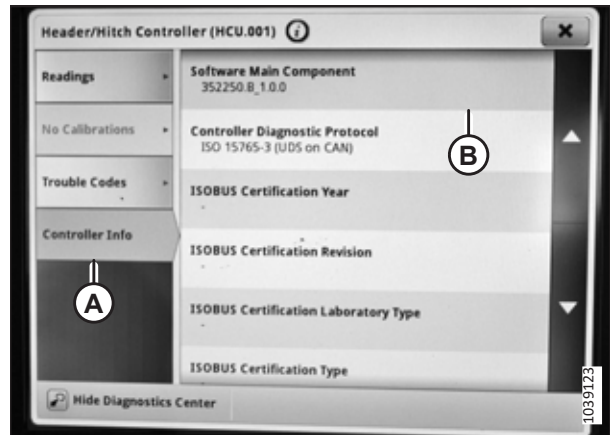 Header/Hitch Controller (HCU.001)
Readings
No Calibrations
Trouble Codes
Controller Info
A
Software Main Component
352250.B_1.0.0
Controller Diagnostic Protocol
ISO 15765-3 (UDS on CAN)
B
ISOBUS Certification Year
-
ISOBUS Certification Revision
-
ISOBUS Certification Laboratory Type
-
ISOBUS Certification Type
Hide Diagnostics Center
1039123